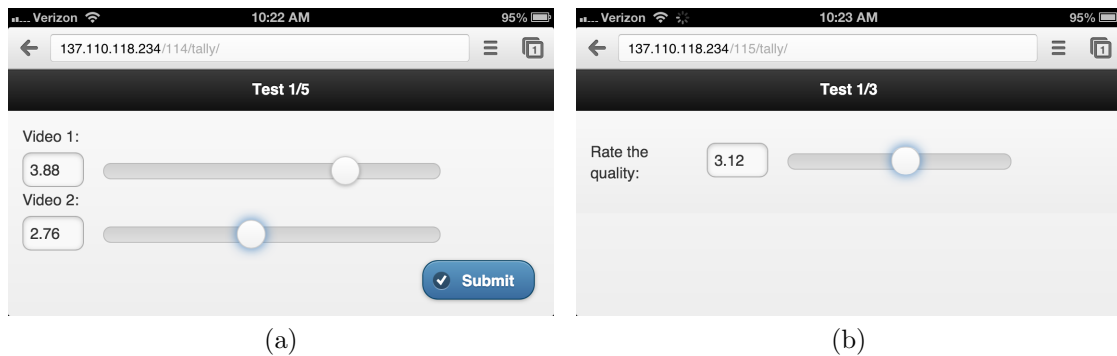 Verizon 10:22 AM 95%
137.110.118.234/114/tally/ 1
Test 1/5
Video 1:
3.88
Video 2:
2.76
Submit
(a)
Verizon 10:23 AM 95%
137.110.118.234/115/tally/ 1
Test 1/3
Rate the
quality:
3.12
(b)